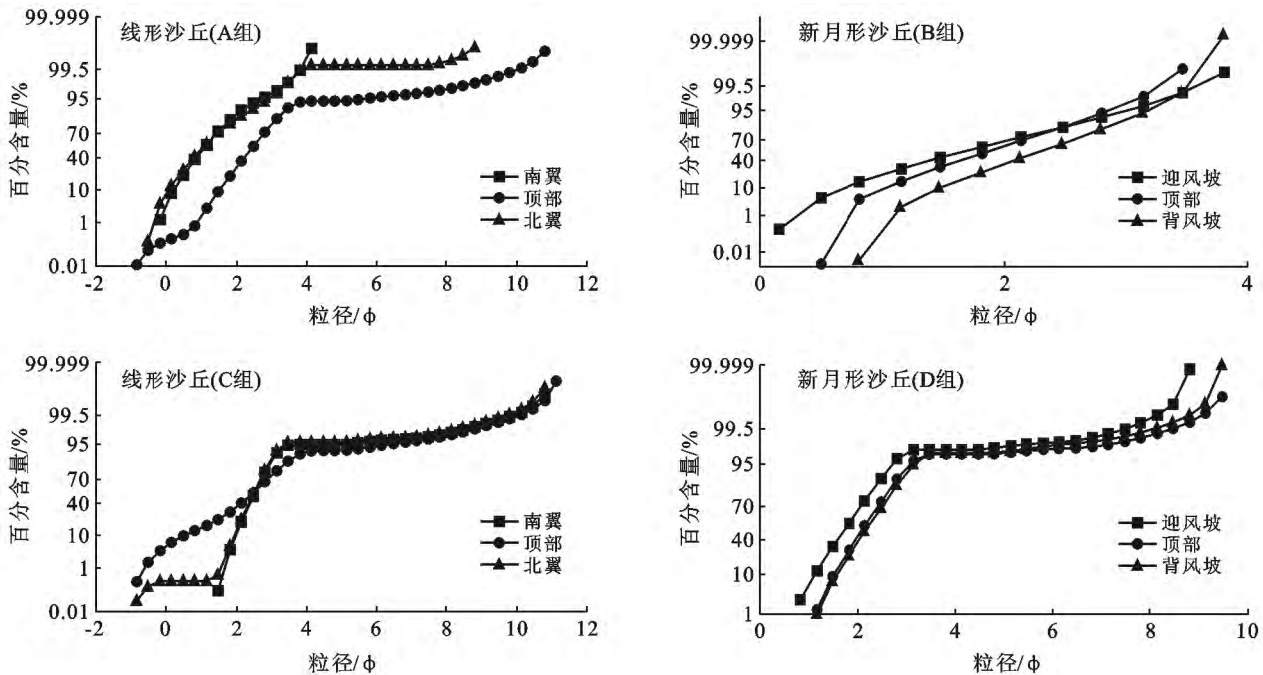 线形沙丘(A组)
百分含量/%
99.999
99.5
95
70
40
10
1
0.01
南翼
顶部
北翼
-2 0 2 4 6 8 10 12
粒径/ϕ
新月形沙丘(B组)
百分含量/%
99.999
99.5
95
70
40
10
1
0.01
迎风坡
顶部
背风坡
0 2 4
粒径/ϕ
线形沙丘(C组)
百分含量/%
99.999
99.5
95
70
40
10
1
0.01
南翼
顶部
北翼
-2 0 2 4 6 8 10 12
粒径/ϕ
新月形沙丘(D组)
百分含量/%
99.999
99.5
95
70
40
10
1
迎风坡
顶部
背风坡
0 2 4 6 8 10
粒径/ϕ